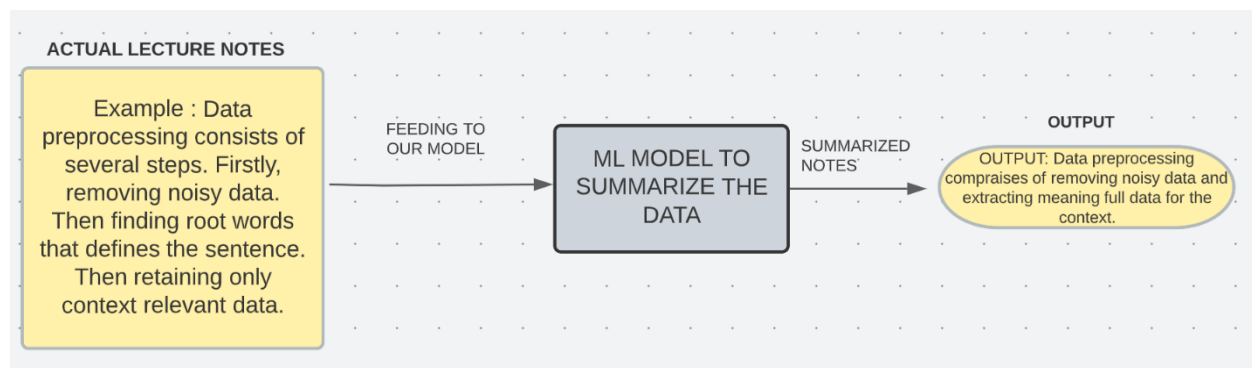 ACTUAL LECTURE NOTES
Example : Data
preprocessing consists of
several steps. Firstly,
removing noisy data.
Then finding root words
that defines the sentence.
Then retaining only
context relevant data.
FEEDING TO
OUR MODEL
ML MODEL TO
SUMMARIZE THE
DATA
SUMMARIZED
NOTES
OUTPUT
OUTPUT: Data preprocessing
compraises of removing noisy data and
extracting meaning full data for the
context.